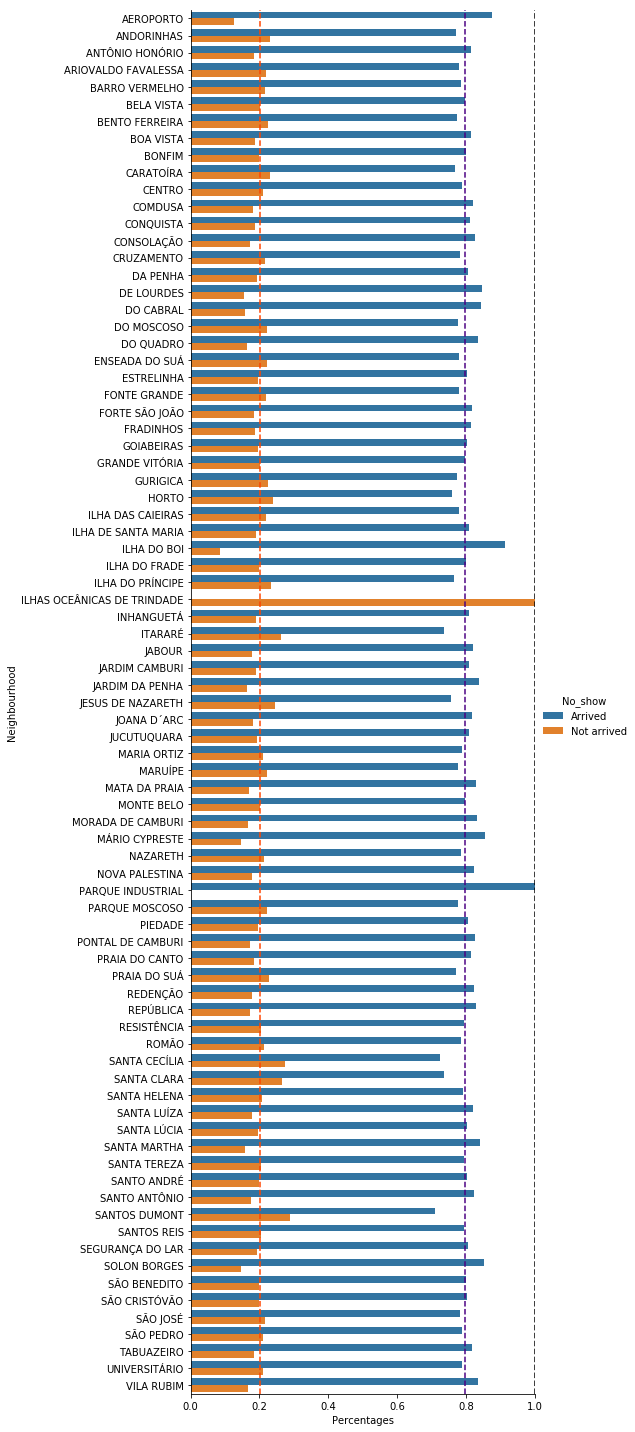 AEROPORTO
ANDORINHAS
ANTÔNIO HONÓRIO
ARIOVALDO FAVALESSA
BARRO VERMELHO
BELA VISTA
BENTO FERREIRA
BOA VISTA
BONFIM
CARATOÍRA
CENTRO
COMDUSA
CONQUISTA
CONSOLAÇÃO
CRUZAMENTO
DA PENHA
DE LOURDES
DO CABRAL
DO MOSCOSO
DO QUADRO
ENSEADA DO SUÁ
ESTRELINHA
FONTE GRANDE
FORTE SÃO JOÃO
FRADINHOS
GOIABEIRAS
GRANDE VITÓRIA
GURIGICA
HORTO
ILHA DAS CAIEIRAS
ILHA DE SANTA MARIA
ILHA DO BOI
ILHA DO FRADE
ILHA DO PRÍNCIPE
ILHAS OCEÂNICAS DE TRINDADE
INHANGUETÁ
ITARARÉ
JABOUR
JARDIM CAMBURI
JARDIM DA PENHA
JESUS DE NAZARETH
JOANA D´ARC
JUCUTUQUARA
MARIA ORTIZ
MARUÍPE
MATA DA PRAIA
MONTE BELO
MORADA DE CAMBURI
MÁRIO CYPRESTE
NAZARETH
NOVA PALESTINA
PARQUE INDUSTRIAL
PARQUE MOSCOSO
PIEDADE
PONTAL DE CAMBURI
PRAIA DO CANTO
PRAIA DO SUÁ
REDENÇÃO
REPÚBLICA
RESISTÊNCIA
ROMÃO
SANTA CECÍLIA
SANTA CLARA
SANTA HELENA
SANTA LUÍZA
SANTA LÚCIA
SANTA MARTHA
SANTA TEREZA
SANTO ANDRÉ
SANTO ANTÔNIO
SANTOS DUMONT
SANTOS REIS
SEGURANÇA DO LAR
SOLON BORGES
SÃO BENEDITO
SÃO CRISTÓVÃO
SÃO JOSÉ
SÃO PEDRO
TABUAZEIRO
UNIVERSITÁRIO
VILA RUBIM
Neighbourhood
0.0 0.2 0.4 0.6 0.8 1.0
Percentages
No_show
Arrived
Not arrived